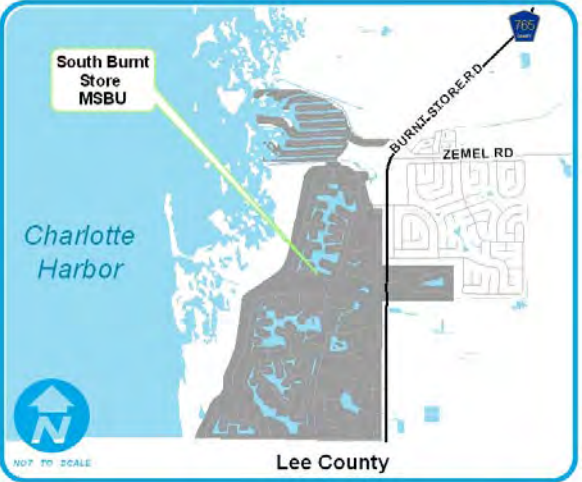 765
South Burnt
Store
MSBU
BURNT STORE RD
ZEMEL RD
Charlotte
Harbor
N
NOT TO SCALE
Lee County